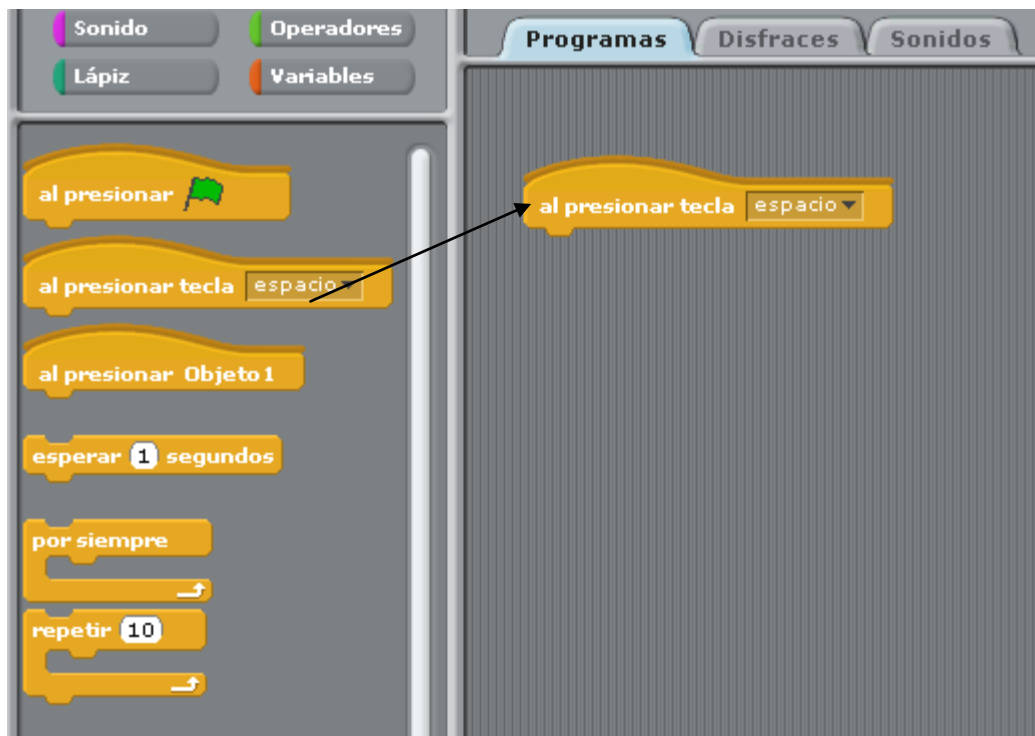 Sonido Operadores
Lápiz Variables
Programas Disfraces Sonidos
al presionar
al presionar tecla espacio
al presionar Objeto1
esperar 1 segundos
por siempre
repetir 10
al presionar tecla espacio